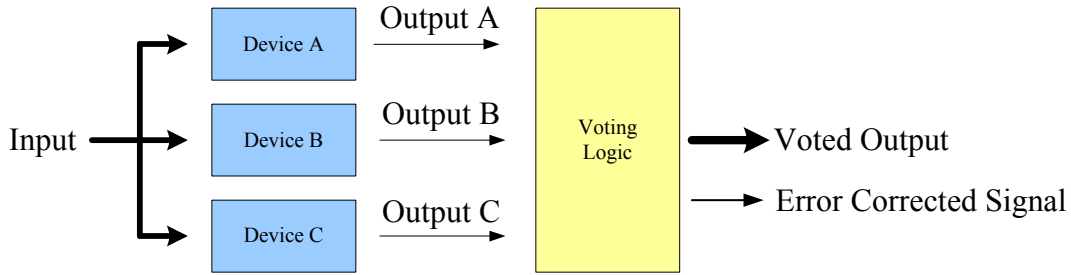 Output A
Device A
Output B
Input
Device B
Voting
Logic
Voted Output
Output C
Error Corrected Signal
Device C